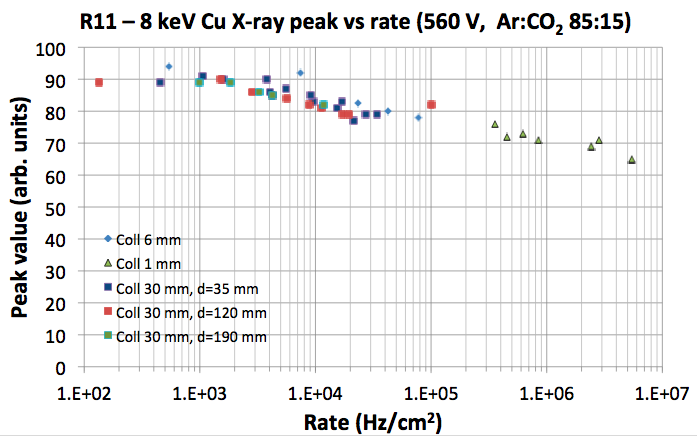 R11 – 8 keV Cu X-ray peak vs rate (560 V, Ar:CO₂ 85:15)
Peak value (arb. units)
100
90
80
70
60
50
40
30
20
10
0
Coll 6 mm
Coll 1 mm
Coll 30 mm, d=35 mm
Coll 30 mm, d=120 mm
Coll 30 mm, d=190 mm
1.E+02 1.E+03 1.E+04 1.E+05 1.E+06 1.E+07
Rate (Hz/cm²)